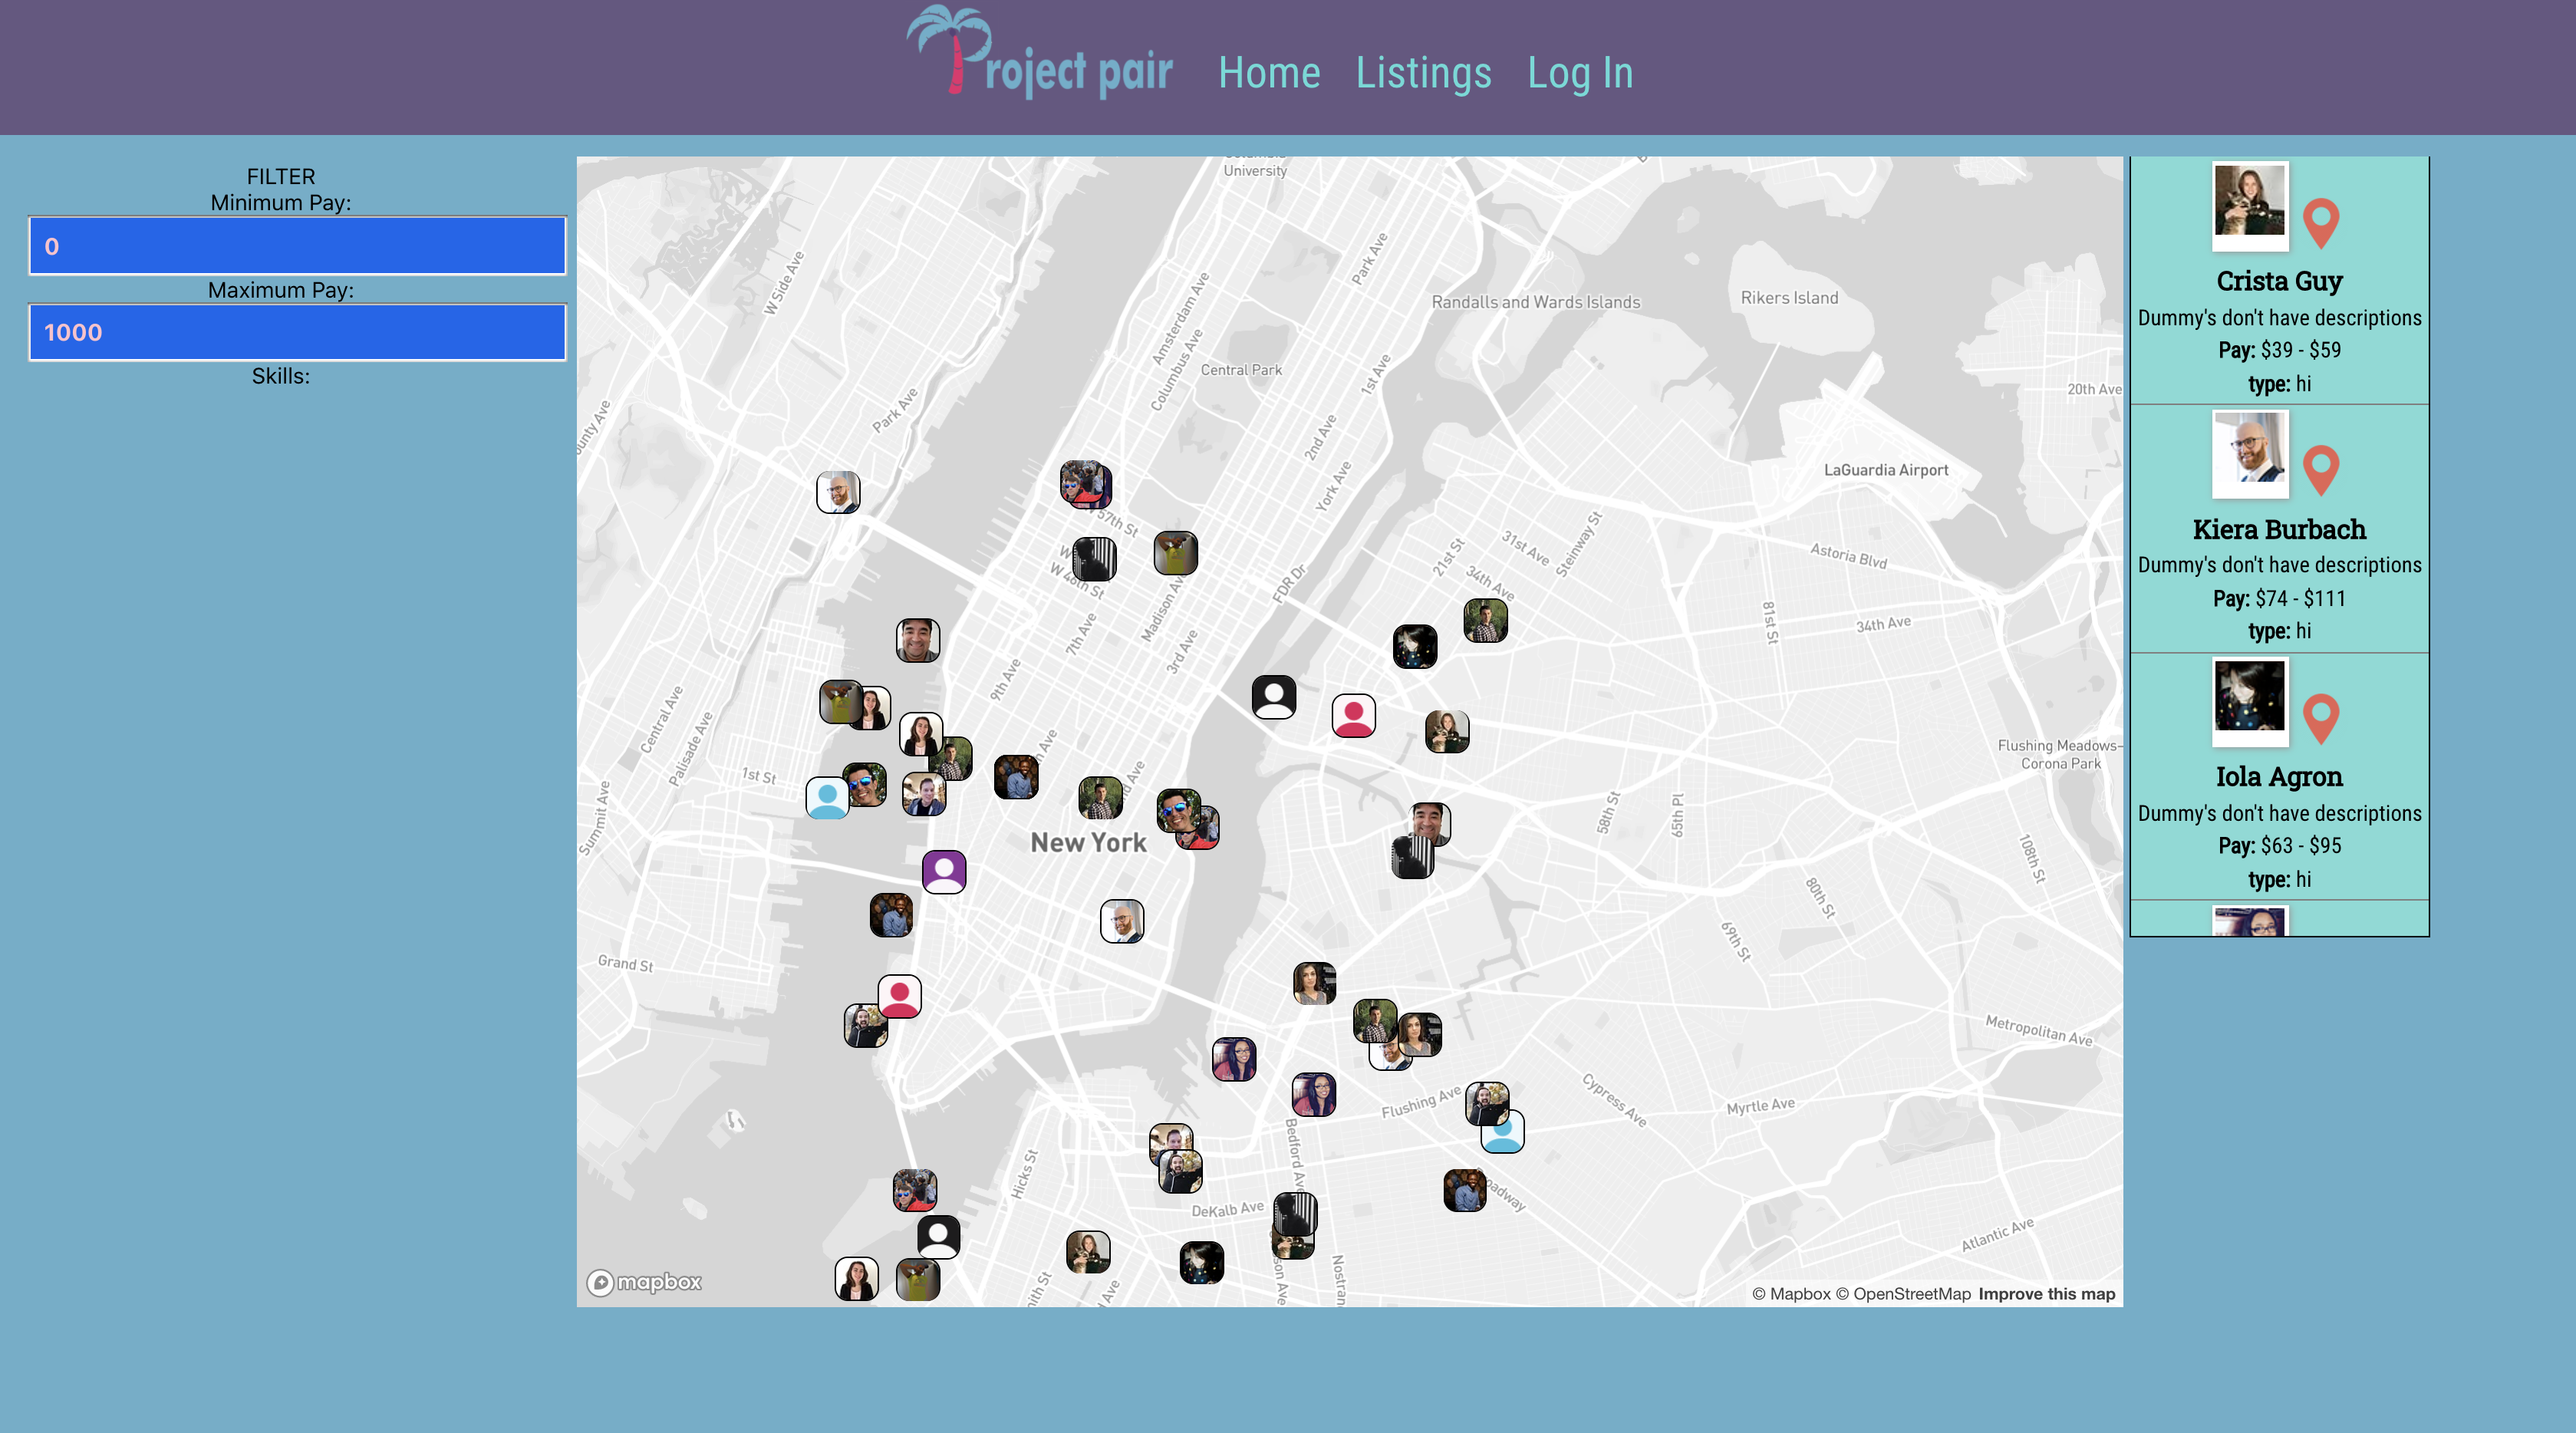 Project pair
Home
Listings
Log In
FILTER
Minimum Pay:
0
Maximum Pay:
1000
Skills:
University
W Side Ave
Park Ave
Amsterdam Ave
Columbus Ave
Central Park
Park Ave
1st Ave
2nd Ave
York Ave
Randalls and Wards Islands
Rikers Island
20th Ave
LaGuardia Airport
W 57th St
W 46th St
Madison Ave
7th Ave
3rd Ave
9th Ave
FDR Dr
21st St
31st Ave
34th Ave
Steinway St
Astoria Blvd
81st St
34th Ave
Central Ave
Palisade Ave
1st St
Summit Ave
Grand St
New York
58th St
65th Pl
69th St
80th St
108th St
Flushing Meadows–
Corona Park
Metropolitan Ave
Cypress Ave
Myrtle Ave
Flushing Ave
Bedford Ave
Hicks St
DeKalb Ave
Atlantic Ave
mapbox
© Mapbox © OpenStreetMap Improve this map
Crista Guy
Dummy's don't have descriptions
Pay: $39 - $59
type: hi
Kiera Burbach
Dummy's don't have descriptions
Pay: $74 - $111
type: hi
Iola Agron
Dummy's don't have descriptions
Pay: $63 - $95
type: hi